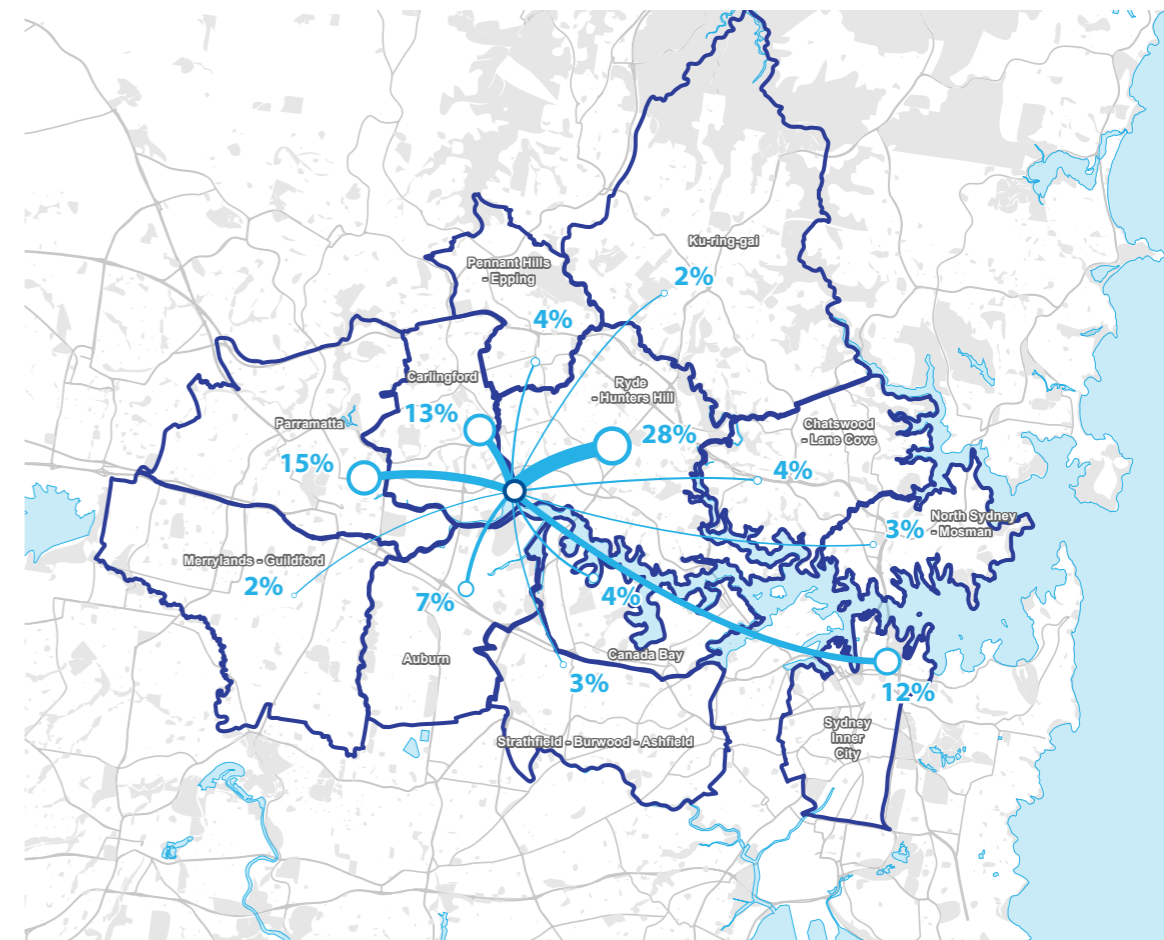 Ku-ring-gai
2%
Pennant Hills
- Epping
4%
Carlingford
13%
Ryde
- Hunters Hill
28%
Parramatta
15%
Chatswood
- Lane Cove
4%
North Sydney
- Mosman
3%
Merrylands - Guildford
2%
7%
Auburn
4%
Canada Bay
3%
Strathfield - Burwood - Ashfield
12%
Sydney
Inner
City